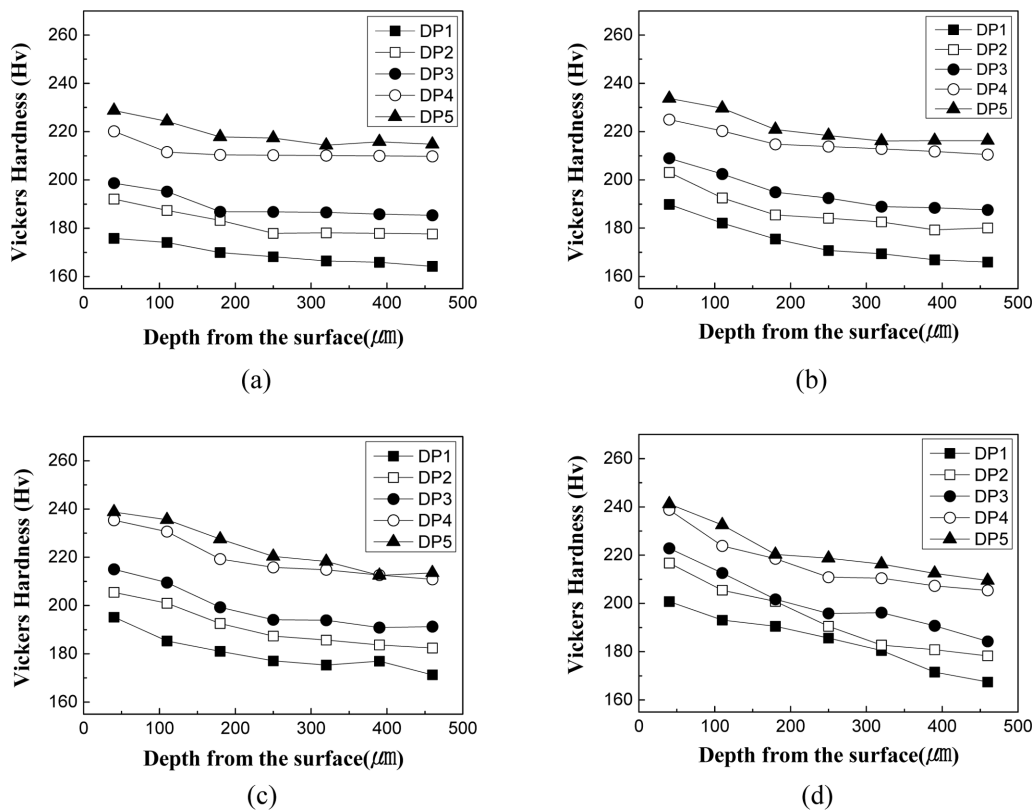 260
240
220
200
180
160
Vickers Hardness (Hv)
DP1
DP2
DP3
DP4
DP5
0 100 200 300 400 500
Depth from the surface(㎛)
(a)
260
240
220
200
180
160
Vickers Hardness (Hv)
DP1
DP2
DP3
DP4
DP5
0 100 200 300 400 500
Depth from the surface(㎛)
(b)
260
240
220
200
180
160
Vickers Hardness (Hv)
DP1
DP2
DP3
DP4
DP5
0 100 200 300 400 500
Depth from the surface(㎛)
(c)
260
240
220
200
180
160
Vickers Hardness (Hv)
DP1
DP2
DP3
DP4
DP5
0 100 200 300 400 500
Depth from the surface(㎛)
(d)